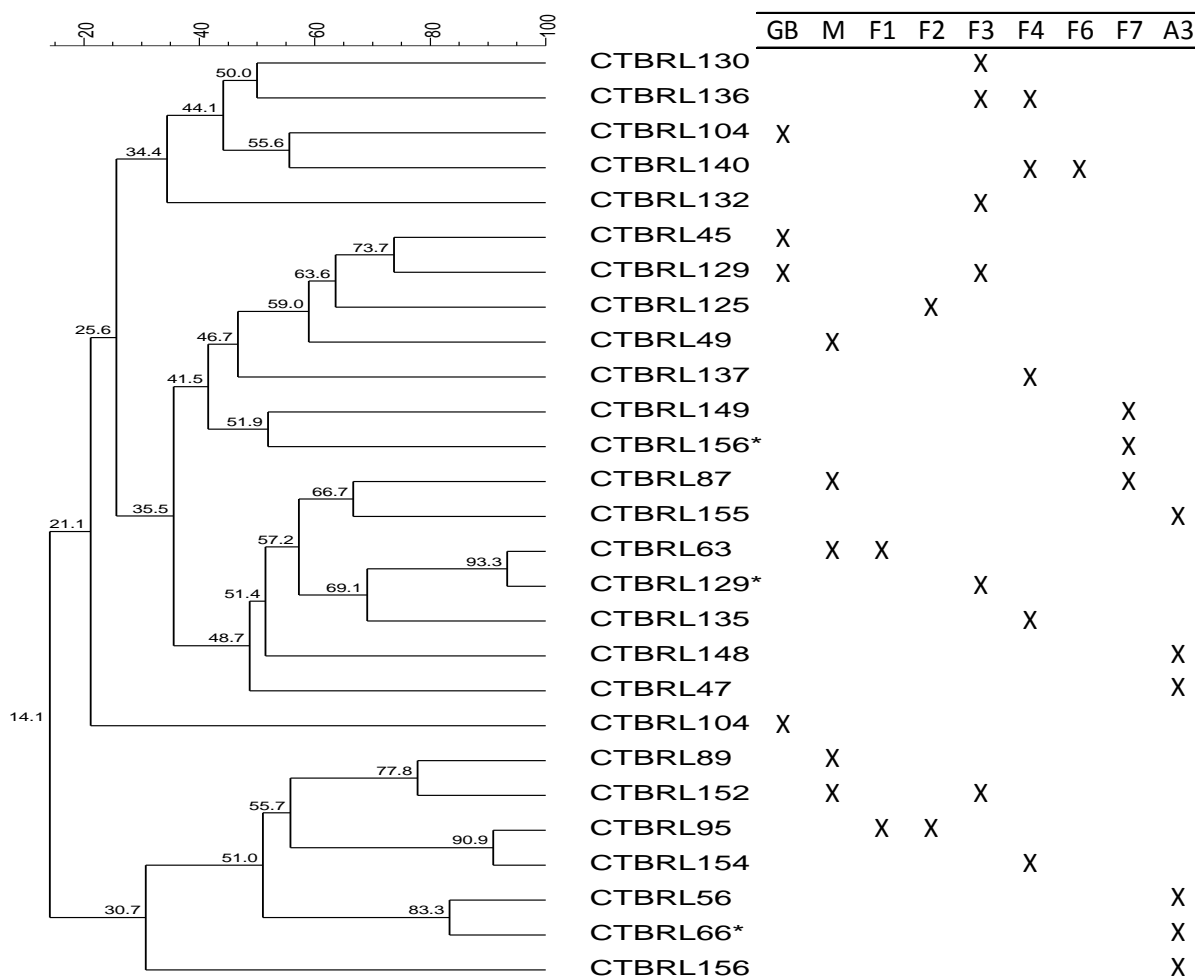 20 40 60 80 100 GB M F1 F2 F3 F4 F6 F7 A3
CTBRL130 X
50.0
CTBRL136 X X
44.1
CTBRL104 X
55.6
34.4
CTBRL140 X X
CTBRL132 X
CTBRL45 X
73.7
CTBRL129 X X
63.6
59.0
CTBRL125 X
25.6
46.7
CTBRL49 X
41.5
CTBRL137 X
CTBRL149 X
51.9
CTBRL156* X
66.7
CTBRL87 X X
35.5
21.1
CTBRL155 X
57.2
CTBRL63 X X
93.3
69.1
CTBRL129* X
51.4
CTBRL135 X
48.7
CTBRL148 X
CTBRL47 X
14.1
CTBRL104 X
CTBRL89 X
77.8
CTBRL152 X X
55.7
CTBRL95 X X
90.9
51.0
CTBRL154 X
CTBRL56 X
30.7
83.3
CTBRL66* X
CTBRL156 X